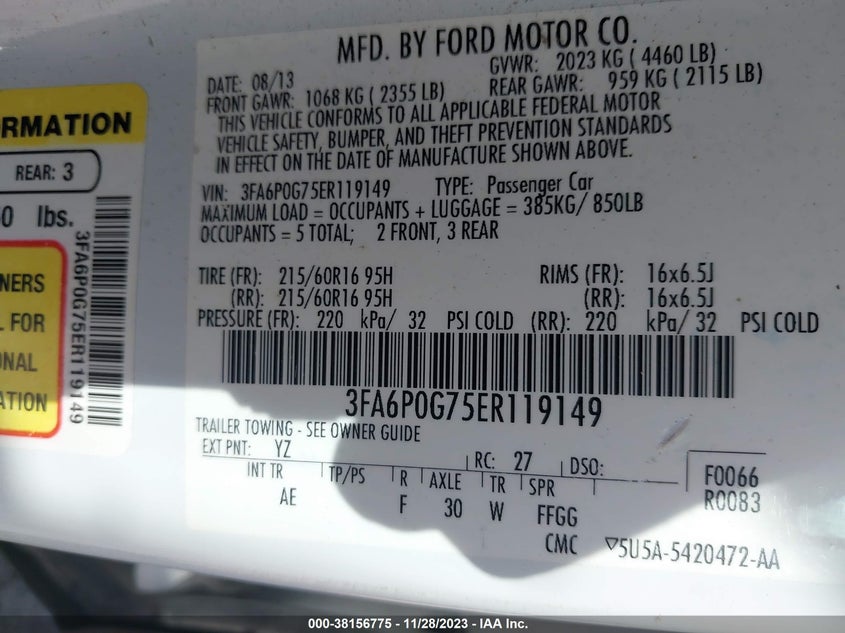 MFD. BY FORD MOTOR CO.
DATE: 08/13 GVWR: 2023 KG ( 4460 LB)
FRONT GAWR: 1068 KG ( 2355 LB) REAR GAWR: 959 KG ( 2115 LB)
THIS VEHICLE CONFORMS TO ALL APPLICABLE FEDERAL MOTOR
VEHICLE SAFETY, BUMPER, AND THEFT PREVENTION STANDARDS
IN EFFECT ON THE DATE OF MANUFACTURE SHOWN ABOVE.
VIN: 3FA6P0G75ER119149 TYPE: Passenger Car
MAXIMUM LOAD = OCCUPANTS + LUGGAGE = 385KG/ 850LB
OCCUPANTS = 5 TOTAL; 2 FRONT, 3 REAR
TIRE (FR): 215/60R16 95H RIMS (FR): 16x6.5J
(RR): 215/60R16 95H (RR): 16x6.5J
PRESSURE (FR): 220 kPa/ 32 PSI COLD (RR): 220 kPa/ 32 PSI COLD
3FA6P0G75ER119149
TRAILER TOWING - SEE OWNER GUIDE
EXT PNT: YZ RC: 27 DSO:
INT TR TP/PS R AXLE TR SPR
AE F 30 W FFGG
F0066
R0083
CMC ▽5U5A-5420472-AA
RMATION
REAR: 3
0 lbs.
NERS
L FOR
ONAL
ATION
3FA6P0G75ER119149
000-38156775 - 11/28/2023 - IAA Inc.